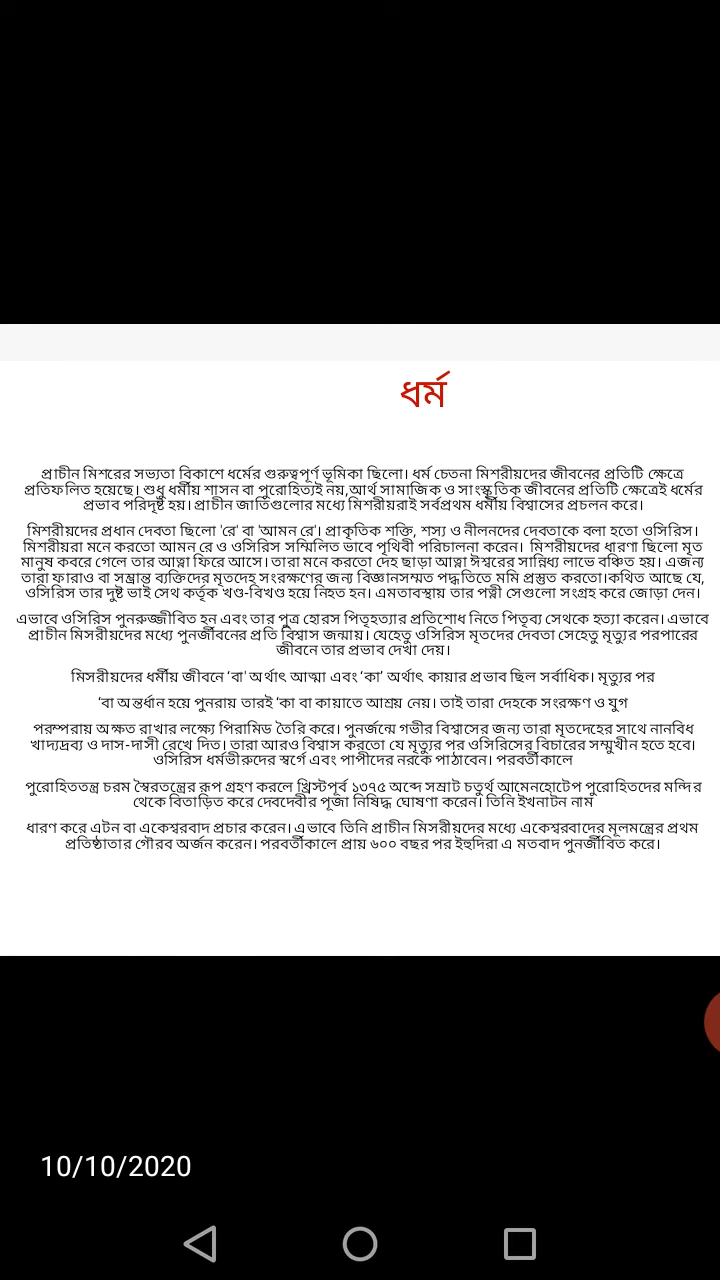 ধর্ম
প্রাচীন মিশরের সভ্যতা বিকাশে ধর্মের গুরুত্বপূর্ণ ভূমিকা ছিলো। ধর্ম চেতনা মিশরীয়দের জীবনের প্রতিটি ক্ষেত্রে
প্রতিফলিত হয়েছে। শুধু ধর্মীয় শাসন বা পুরোহিত্যই নয়,আর্থ সামাজিক ও সাংস্কৃতিক জীবনের প্রতিটি ক্ষেত্রেই ধর্মের
প্রভাব পরিদৃষ্ট হয়। প্রাচীন জাতিগুলোর মধ্যে মিশরীয়রাই সর্বপ্রথম ধর্মীয় বিশ্বাসের প্রচলন করে।
মিশরীয়দের প্রধান দেবতা ছিলো 'রে' বা 'আমন রে'। প্রাকৃতিক শক্তি, শস্য ও নীলনদের দেবতাকে বলা হতো ওসিরিস।
মিশরীয়রা মনে করতো আমন রে ও ওসিরিস সম্মিলিত ভাবে পৃথিবী পরিচালনা করেন। মিশরীয়দের ধারণা ছিলো মৃত
মানুষ কবরে গেলে তার আত্না ফিরে আসে। তারা মনে করতো দেহ ছাড়া আত্না ঈশ্বরের সান্নিধ্য লাভে বঞ্চিত হয়। এজন্য
তারা ফারাও বা সম্ভ্রান্ত ব্যক্তিদের মৃতদেহ সংরক্ষণের জন্য বিজ্ঞানসম্মত পদ্ধতিতে মমি প্রস্তুত করতো।কথিত আছে যে,
ওসিরিস তার দুষ্ট ভাই সেথ কর্তৃক খণ্ড-বিখণ্ড হয়ে নিহত হন। এমতাবস্থায় তার পত্নী সেগুলো সংগ্রহ করে জোড়া দেন।
এভাবে ওসিরিস পুনরুজ্জীবিত হন এবং তার পুত্র হোরস পিতৃহত্যার প্রতিশোধ নিতে পিতৃব্য সেথকে হত্যা করেন। এভাবে
প্রাচীন মিসরীয়দের মধ্যে পুনর্জীবনের প্রতি বিশ্বাস জন্মায়। যেহেতু ওসিরিস মৃতদের দেবতা সেহেতু মৃত্যুর পরপারের
জীবনে তার প্রভাব দেখা দেয়।
মিসরীয়দের ধর্মীয় জীবনে ‘বা' অর্থাৎ আত্মা এবং ‘কা’ অর্থাৎ কায়ার প্রভাব ছিল সর্বাধিক। মৃত্যুর পর
‘বা অন্তর্ধান হয়ে পুনরায় তারই ‘কা বা কায়াতে আশ্রয় নেয়। তাই তারা দেহকে সংরক্ষণ ও যুগ
পরম্পরায় অক্ষত রাখার লক্ষ্যে পিরামিড তৈরি করে। পুনর্জন্মে গভীর বিশ্বাসের জন্য তারা মৃতদেহের সাথে নানবিধ
খাদ্যদ্রব্য ও দাস-দাসী রেখে দিত। তারা আরও বিশ্বাস করতো যে মৃত্যুর পর ওসিরিসের বিচারের সম্মুখীন হতে হবে।
ওসিরিস ধর্মভীরুদের স্বর্গে এবং পাপীদের নরকে পাঠাবেন। পরবর্তীকালে
পুরোহিততন্ত্র চরম স্বৈরতন্ত্রের রূপ গ্রহণ করলে খ্রিস্টপূর্ব ১৩৭৫ অব্দে সম্রাট চতুর্থ আমেনহোটেপ পুরোহিতদের মন্দির
থেকে বিতাড়িত করে দেবদেবীর পূজা নিষিদ্ধ ঘোষণা করেন। তিনি ইখনাটন নাম
ধারণ করে এটন বা একেশ্বরবাদ প্রচার করেন। এভাবে তিনি প্রাচীন মিসরীয়দের মধ্যে একেশ্বরবাদের মূলমন্ত্রের প্রথম
প্রতিষ্ঠাতার গৌরব অর্জন করেন। পরবর্তীকালে প্রায় ৬০০ বছর পর ইহুদিরা এ মতবাদ পুনর্জীবিত করে।
10/10/2020